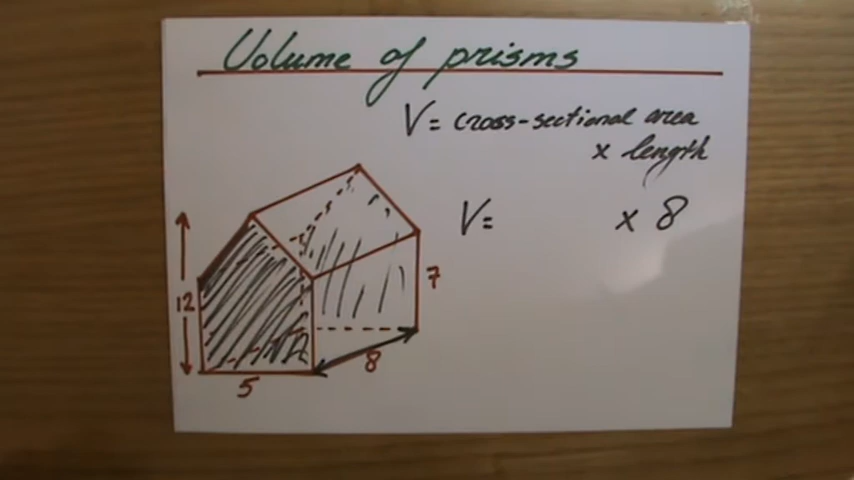 Volume of prisms
V = cross-sectional area
x length
V = x 8
12
7
8
5